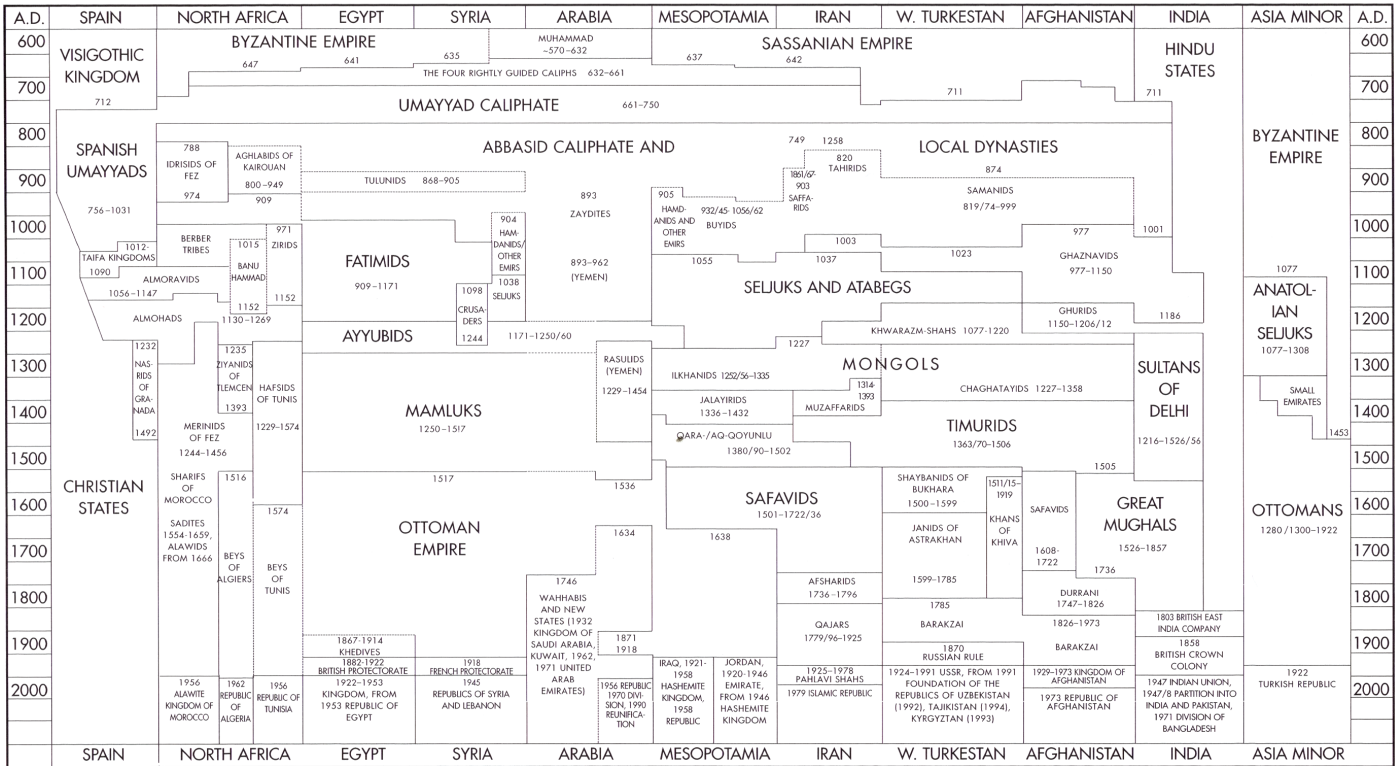 A.D. SPAIN NORTH AFRICA EGYPT SYRIA ARABIA MESOPOTAMIA IRAN W. TURKESTAN AFGHANISTAN INDIA ASIA MINOR A.D.
600
700
800
900
1000
1100
1200
1300
1400
1500
1600
1700
1800
1900
2000
VISIGOTHIC
KINGDOM
712
SPANISH
UMAYYADS
756–1031
1012-
TAIFA KINGDOMS
1090
ALMORAVIDS
1056–1147
ALMOHADS
1130–1269
1232
NAS-
RIDS
OF
GRA-
NADA
1492
CHRISTIAN
STATES
BYZANTINE EMPIRE
647
641
635
MUHAMMAD
~570–632
THE FOUR RIGHTLY GUIDED CALIPHS 632–661
SASSANIAN EMPIRE
637
642
UMAYYAD CALIPHATE 661–750
711
711
HINDU
STATES
ABBASID CALIPHATE AND
749 1258
LOCAL DYNASTIES
788
IDRISIDS OF
FEZ
974
AGHLABIDS OF
KAIROUAN
800–949
909
BERBER
TRIBES
971
ZIRIDS
1152
1015
BANU
HAMMAD
1152
1235
ZIYANIDS
OF
TLEMCEN
1393
HAFSIDS
OF TUNIS
1229–1574
MERINIDS
OF FEZ
1244–1456
SHARIFS
OF
MOROCCO
SADITES
1554-1659,
ALAWIDS
FROM 1666
1516
BEYS
OF
ALGIERS
1574
BEYS
OF
TUNIS
1956
ALAWITE
KINGDOM OF
MOROCCO
1962
REPUBLIC
OF
ALGERIA
1956
REPUBLIC OF
TUNISIA
TULUNIDS 868–905
FATIMIDS
909–1171
904
HAM-
DANIDS/
OTHER
EMIRS
1038
SELJUKS
1098
CRUSA-
DERS
1244
AYYUBIDS
1171–1250/60
MAMLUKS
1250–1517
1517
OTTOMAN
EMPIRE
1867-1914
KHEDIVES
1882-1922
BRITISH PROTECTORATE
1922–1953
KINGDOM, FROM
1953 REPUBLIC OF
EGYPT
1918
FRENCH PROTECTORATE
1945
REPUBLICS OF SYRIA
AND LEBANON
893
ZAYDITES
893–962
(YEMEN)
RASULIDS
(YEMEN)
1229–1454
1536
1634
1746
WAHHABIS
AND NEW
STATES (1932
KINGDOM OF
SAUDI ARABIA,
KUWAIT, 1962,
1971 UNITED
ARAB
EMIRATES)
1871
1918
1956 REPUBLIC
1970 DIVI-
SION, 1990
REUNIFICA-
TION
905
HAMD-
ANIDS AND
OTHER
EMIRS
932/45- 1056/62
BUYIDS
1055
1861/67-
903
SAFFA-
RIDS
820
TAHIRIDS
874
SAMANIDS
819/74–999
1003
1037
1023
977
GHAZNAVIDS
977–1150
1001
SELJUKS AND ATABEGS
GHURIDS
1150–1206/12
1186
KHWARAZM-SHAHS 1077-1220
1227
MONGOLS
ILKHANIDS 1252/56–1335
CHAGHATAYIDS 1227–1358
JALAYIRIDS
1336–1432
1314-
1393
MUZAFFARIDS
QARA-/AQ-QOYUNLU
1380/90–1502
TIMURIDS
1363/70–1506
1505
SULTANS
OF
DELHI
1216–1526/56
SAFAVIDS
1501–1722/36
1638
SHAYBANIDS OF
BUKHARA
1500–1599
JANIDS OF
ASTRAKHAN
1599–1785
1511/15–
1919
KHANS
OF
KHIVA
SAFAVIDS
1608-
1722
GREAT
MUGHALS
1526–1857
1736
AFSHARIDS
1736–1796
QAJARS
1779/96–1925
1925–1978
PAHLAVI SHAHS
1979 ISLAMIC REPUBLIC
IRAQ, 1921-
1958
HASHEMITE
KINGDOM,
1958
REPUBLIC
JORDAN,
1920-1946
EMIRATE,
FROM 1946
HASHEMITE
KINGDOM
1785
BARAKZAI
1870
RUSSIAN RULE
1924–1991 USSR, FROM 1991
FOUNDATION OF THE
REPUBLICS OF UZBEKISTAN
(1992), TAJIKISTAN (1994),
KYRGYZTAN (1993)
DURRANI
1747–1826
1826–1973
BARAKZAI
1929–1973 KINGDOM OF
AFGHANISTAN
1973 REPUBLIC OF
AFGHANISTAN
1803 BRITISH EAST
INDIA COMPANY
1858
BRITISH CROWN
COLONY
1947 INDIAN UNION,
1947/8 PARTITION INTO
INDIA AND PAKISTAN,
1971 DIVISION OF
BANGLADESH
BYZANTINE
EMPIRE
1077
ANATOL-
IAN
SELJUKS
1077–1308
SMALL
EMIRATES
1453
OTTOMANS
1280/1300–1922
1922
TURKISH REPUBLIC
600
700
800
900
1000
1100
1200
1300
1400
1500
1600
1700
1800
1900
2000
SPAIN NORTH AFRICA EGYPT SYRIA ARABIA MESOPOTAMIA IRAN W. TURKESTAN AFGHANISTAN INDIA ASIA MINOR